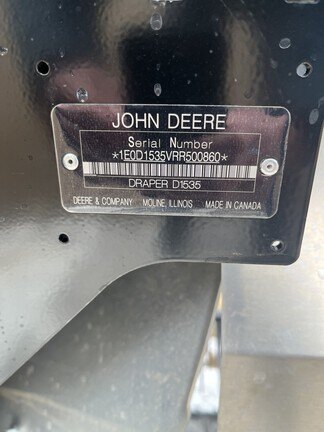 JOHN DEERE
Serial Number
*1E0D1535VRR500860*
DRAPER D1535
DEERE & COMPANY MOLINE, ILLINOIS MADE IN CANADA